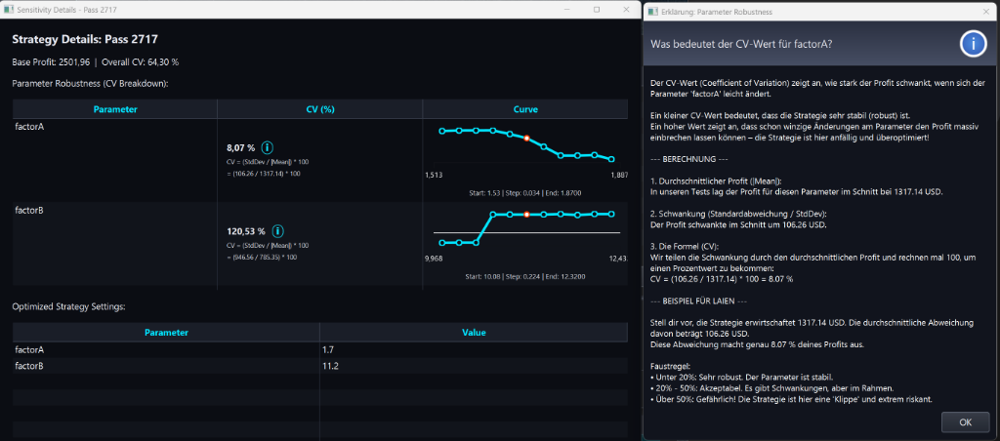 Sensitivity Details - Pass 2717
Strategy Details: Pass 2717
Base Profit: 2501,96 | Overall CV: 64,30 %
Parameter Robustness (CV Breakdown):
Parameter CV (%) Curve
factorA
8,07 % i
CV = (StdDev / |Mean|) * 100
= (106.26 / 1317.14) * 100
1,513 1,887
Start: 1.53 | Step: 0.034 | End: 1.8700
factorB
120,53 % i
CV = (StdDev / |Mean|) * 100
= (946.56 / 785.35) * 100
9,968 12,43.
Start: 10.08 | Step: 0.224 | End: 12.3200
Optimized Strategy Settings:
Parameter Value
factorA 1.7
factorB 11.2
Erklärung: Parameter Robustness
Was bedeutet der CV-Wert für factorA?
i
Der CV-Wert (Coefficient of Variation) zeigt an, wie stark der Profit schwankt, wenn sich der
Parameter 'factorA' leicht ändert.
Ein kleiner CV-Wert bedeutet, dass die Strategie sehr stabil (robust) ist.
Ein hoher Wert zeigt an, dass schon winzige Änderungen am Parameter den Profit massiv
einbrechen lassen können – die Strategie ist hier anfällig und überoptimiert!
--- BERECHNUNG ---
1. Durchschnittlicher Profit (|Mean|):
In unseren Tests lag der Profit für diesen Parameter im Schnitt bei 1317.14 USD.
2. Schwankung (Standardabweichung / StdDev):
Der Profit schwankte im Schnitt um 106.26 USD.
3. Die Formel (CV):
Wir teilen die Schwankung durch den durchschnittlichen Profit und rechnen mal 100, um
einen Prozentwert zu bekommen:
CV = (106.26 / 1317.14) * 100 = 8.07 %
--- BEISPIEL FÜR LAIEN ---
Stell dir vor, die Strategie erwirtschaftet 1317.14 USD. Die durchschnittliche Abweichung
davon beträgt 106.26 USD.
Diese Abweichung macht genau 8.07 % deines Profits aus.
Faustregel:
• Unter 20%: Sehr robust. Der Parameter ist stabil.
• 20% - 50%: Akzeptabel. Es gibt Schwankungen, aber im Rahmen.
• Über 50%: Gefährlich! Die Strategie ist hier eine 'Klippe' und extrem riskant.
OK